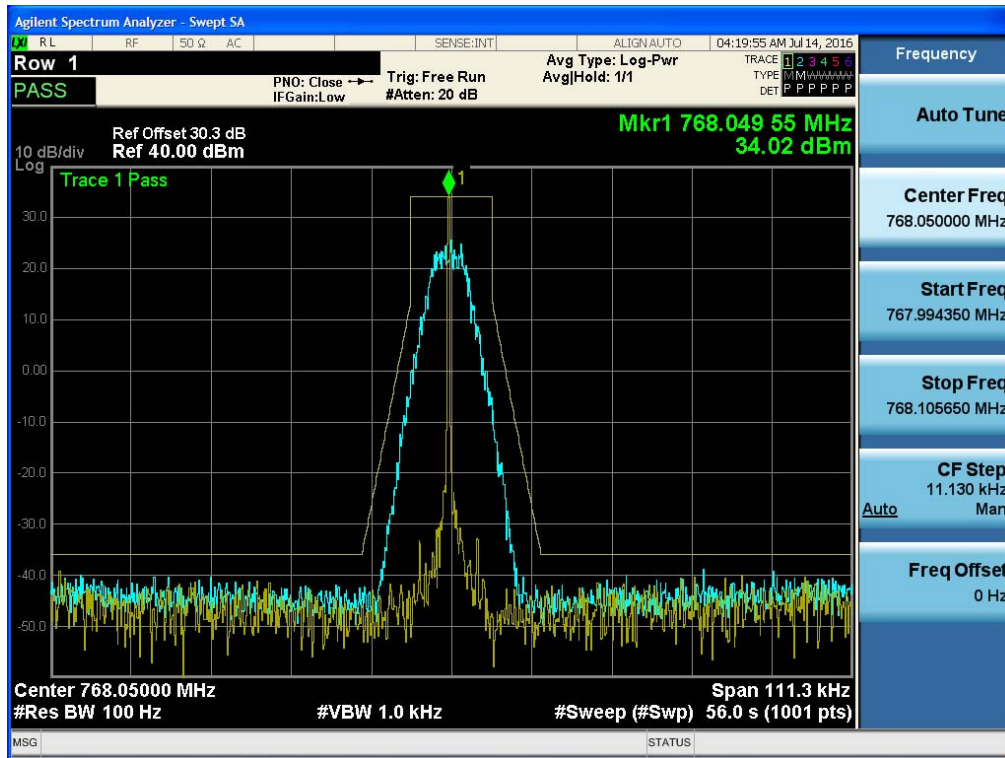 Agilent Spectrum Analyzer - Swept SA
LXI RL RF 50 Ω AC SENSE:INT ALIGN AUTO 04:19:55 AM Jul 14, 2016
Row 1
PASS
PNO: Close
IFGain:Low
Trig: Free Run
#Atten: 20 dB
Avg Type: Log-Pwr
Avg|Hold: 1/1
TRACE 1 2 3 4 5 6
TYPE M M W W W W
DET P P P P P P
Ref Offset 30.3 dB
10 dB/div Ref 40.00 dBm
Log
Mkr1 768.049 55 MHz
34.02 dBm
Trace 1 Pass
1
30.0
20.0
10.0
0.00
-10.0
-20.0
-30.0
-40.0
-50.0
Center 768.05000 MHz Span 111.3 kHz
#Res BW 100 Hz #VBW 1.0 kHz #Sweep (#Swp) 56.0 s (1001 pts)
MSG STATUS
Frequency
Auto Tune
Center Freq
768.050000 MHz
Start Freq
767.994350 MHz
Stop Freq
768.105650 MHz
CF Step
11.130 kHz
Auto Man
Freq Offset
0 Hz